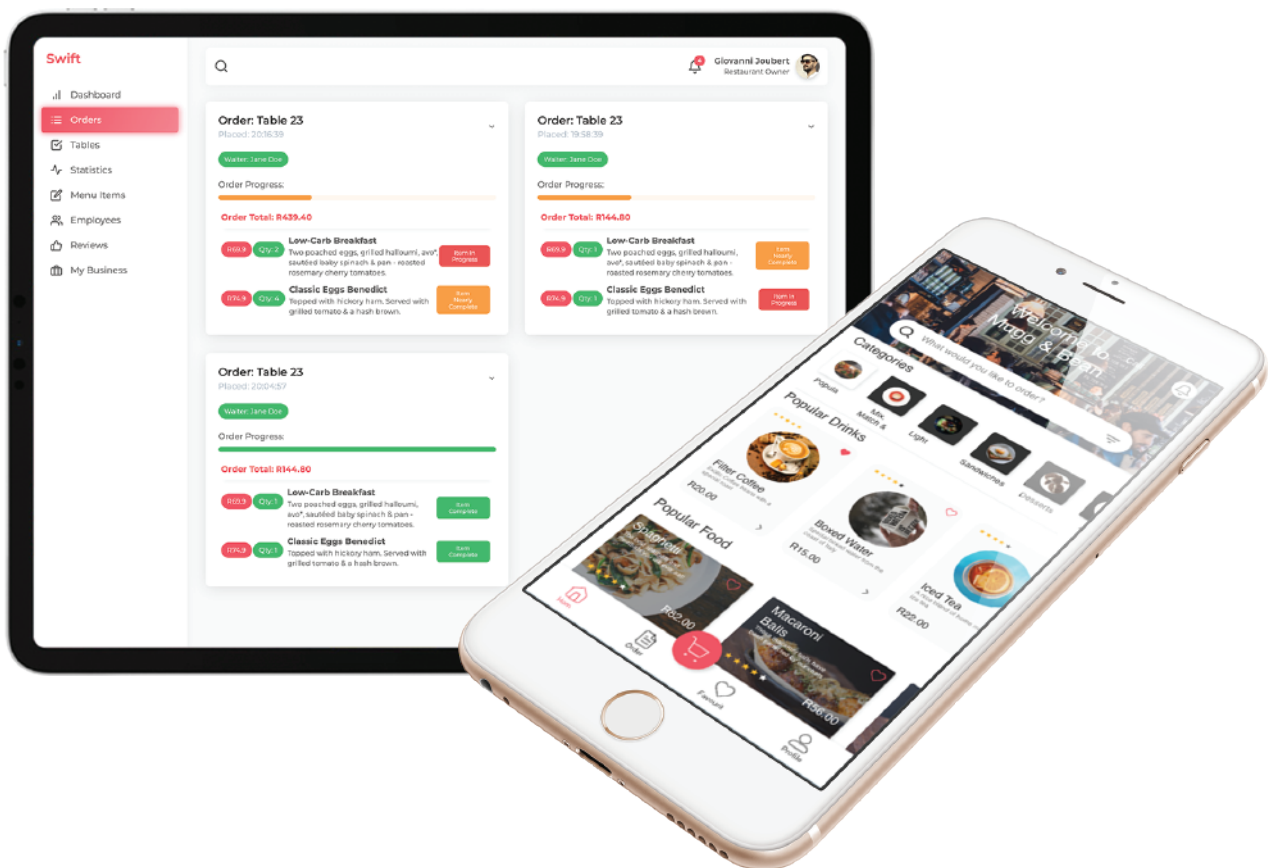 Swift
Giovanni Joubert
Restaurant Owner
Dashboard
Orders
Tables
Statistics
Menu Items
Employees
Reviews
My Business
Order: Table 23
Placed: 20:16:39
Waiter: Jane Doe
Order Progress:
Order Total: R439.40
R69.9 Qty: 2 Low-Carb Breakfast
Two poached eggs, grilled halloumi,
avo*, sautéed baby spinach & pan -
roasted rosemary cherry tomatoes.
Item In
Progress
R74.9 Qty: 4 Classic Eggs Benedict
Topped with hickory ham. Served with
grilled tomato & a hash brown.
Item
Nearly
Complete
Order: Table 23
Placed: 19:58:39
Waiter: Jane Doe
Order Progress:
Order Total: R144.80
R69.9 Qty: 1 Low-Carb Breakfast
Two poached eggs, grilled halloumi,
avo*, sautéed baby spinach & pan -
roasted rosemary cherry tomatoes.
Item
Nearly
Complete
R74.9 Qty: 1 Classic Eggs Benedict
Topped with hickory ham. Served with
grilled tomato & a hash brown.
Item In
Progress
Order: Table 23
Placed: 20:04:57
Waiter: Jane Doe
Order Progress:
Order Total: R144.80
R69.9 Qty: 1 Low-Carb Breakfast
Two poached eggs, grilled halloumi,
avo*, sautéed baby spinach & pan -
roasted rosemary cherry tomatoes.
Item
Complete
R74.9 Qty: 1 Classic Eggs Benedict
Topped with hickory ham. Served with
grilled tomato & a hash brown.
Item
Complete
Welcome to
Mugg & Bean
What would you like to order?
Categories
Popula
Mix,
Match &
Light
Sandwiches
Desserts
Popular Drinks
Filter Coffee
R20.00
Boxed Water
R15.00
Iced Tea
R22.00
Popular Food
Spaghetti
R82.00
Macaroni
Balls
R56.00
Home
Order
Favourit
Profile